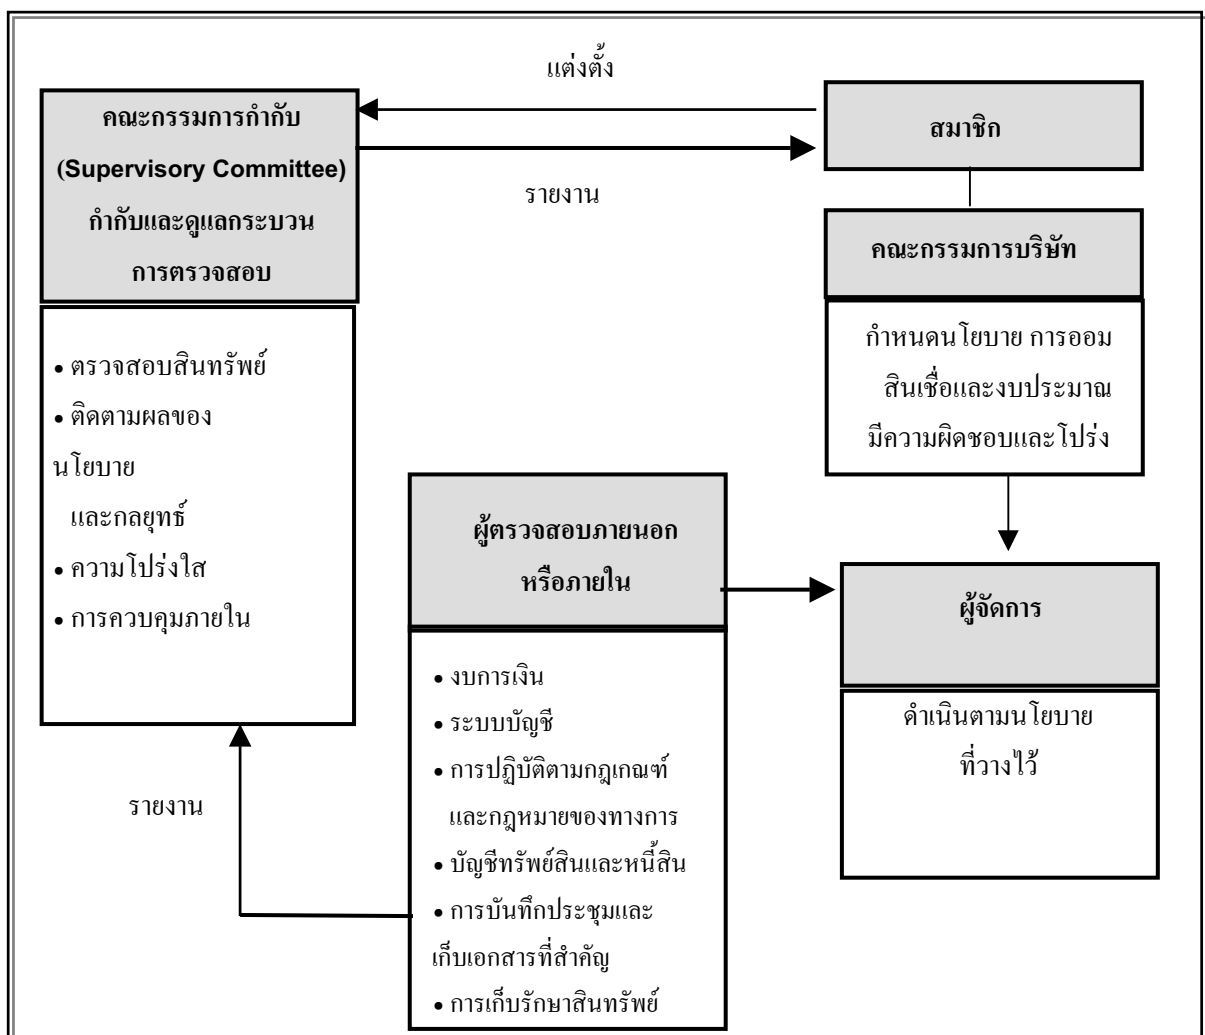 แต่งตั้ง
คณะกรรมการกำกับ
(Supervisory Committee)
กำกับและดูแลกระบวน
การตรวจสอบ
สมาชิก
รายงาน
คณะกรรมการบริษัท
กำหนดนโยบาย การออม
สินเชื่อและงบประมาณ
มีความผิดชอบและโปร่ง
• ตรวจสอบสินทรัพย์
• ติดตามผลของ
นโยบาย
และกลยุทธ์
• ความโปร่งใส
• การควบคุมภายใน
ผู้ตรวจสอบภายนอก
หรือภายใน
ผู้จัดการ
• งบการเงิน
• ระบบบัญชี
• การปฏิบัติตามกฎเกณฑ์
และกฎหมายของทางการ
• บัญชีทรัพย์สินและหนี้สิน
• การบันทึกประชุมและ
เก็บเอกสารที่สำคัญ
• การเก็บรักษาสินทรัพย์
ดำเนินตามนโยบาย
ที่วางไว้
รายงาน